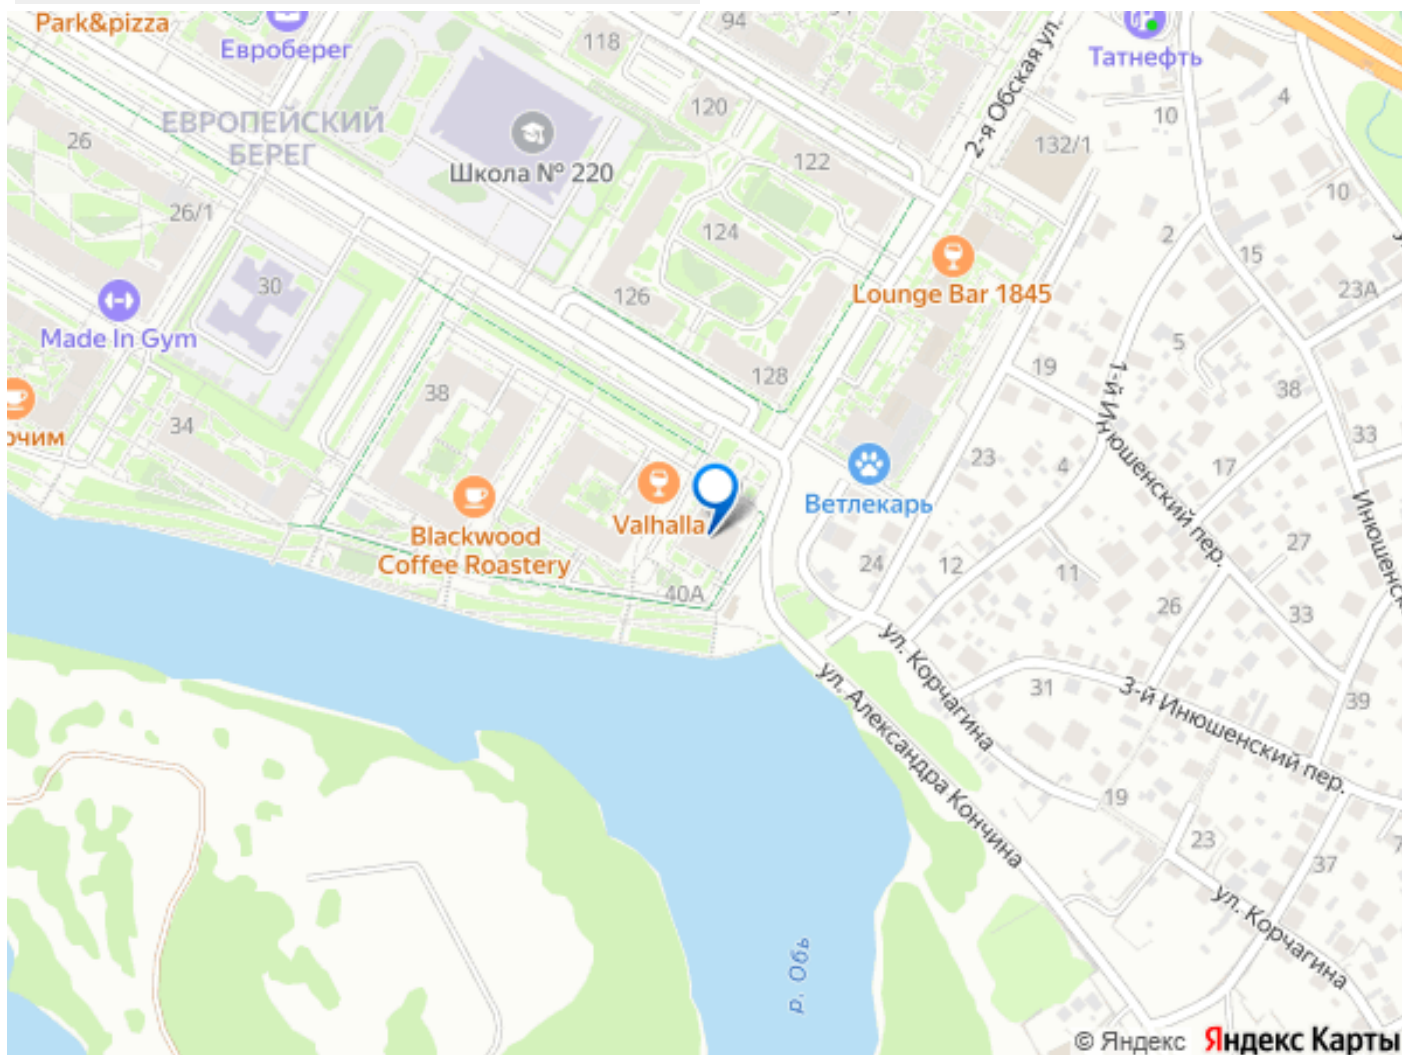 Park&pizza
Евроберег
118
94
2-я Обская ул.
Татнефть
10
4
ЕВРОПЕЙСКИЙ
БЕРЕГ
26
120
132/1
Школа № 220
122
10
26/1
124
2
15
30
126
Lounge Bar 1845
23А
Made In Gym
5
1-й Инюшенский пер.
19
128
38
38
34
33
23
4
17
Ветлекарь
Valhalla
Blackwood
Coffee Roastery
40А
24
12
11
27
26
33
ул. Корчагина
31
3-й Инюшенский пер.
39
ул. Александра Кончина
19
23
37
ул. Корчагина
р. Обь
© Яндекс Яндекс Карты